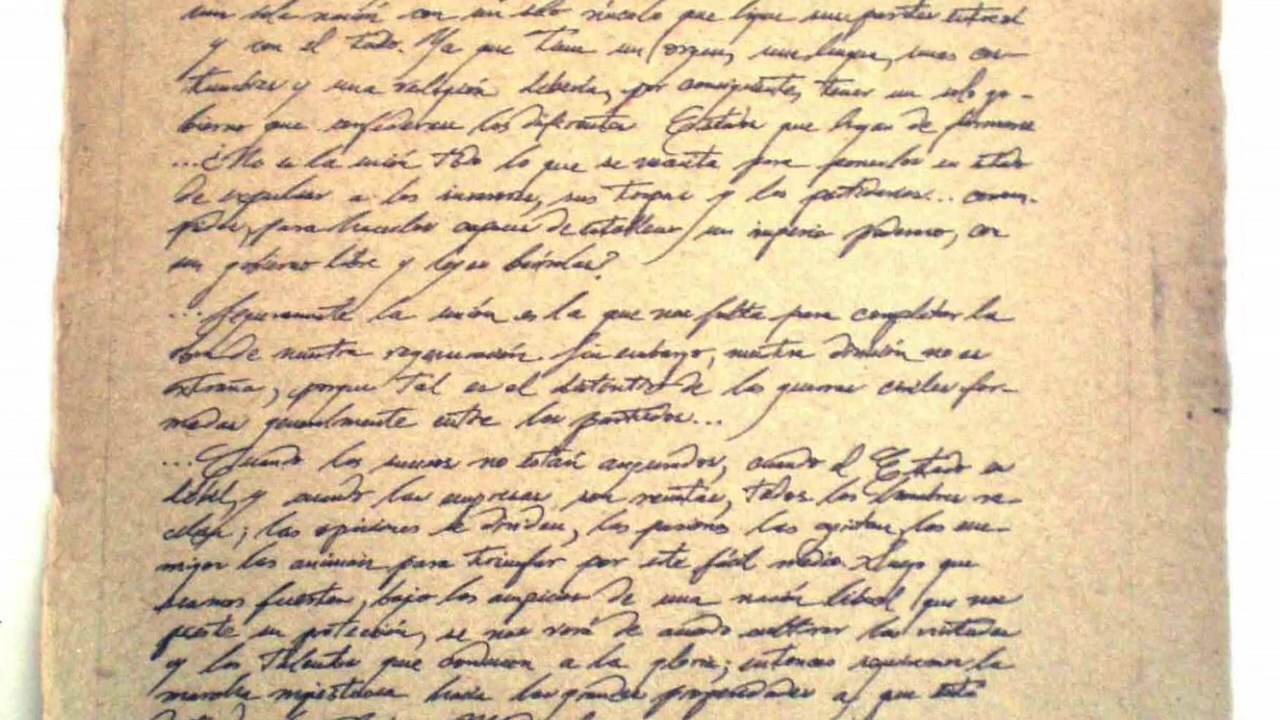 una sola nación con un solo vínculo que ligue sus partes entre sí
y con el todo. Ya que tiene un origen, una lengua, unas cos-
tumbres y una religión debería, por consiguiente, tener un solo go-
bierno que confederase los diferentes Estados que hayan de formarse
...¿No es la unión todo lo que se necesita para ponerlos en estado
de expulsar a los        , sus tropas y los partidarios...
       , para hacerlos capaces de establecer un imperio poderoso, con
un gobierno libre y leyes benévolas?
... Seguramente la unión es la que nos falta para completar la
obra de nuestra regeneración. Sin embargo, nuestra división no es
extraña, porque tal es el distintivo de las guerras civiles for-
madas generalmente entre los partidos...
...Cuando los sucesos no están asegurados, cuando el Estado es
débil, y cuando las empresas son remotas, todos los hombres va-
cilan; las opiniones se dividen, las pasiones las agitan, los ene-
migos las animan para triunfar por este fácil medio. Luego que
seamos fuertes, bajo los auspicios de una nación liberal que nos
preste su protección, se nos verá de acuerdo cultivar las virtudes
y los talentos que conducen a la gloria; entonces seguiremos la
marcha majestuosa hacia las grandes prosperidades a que está